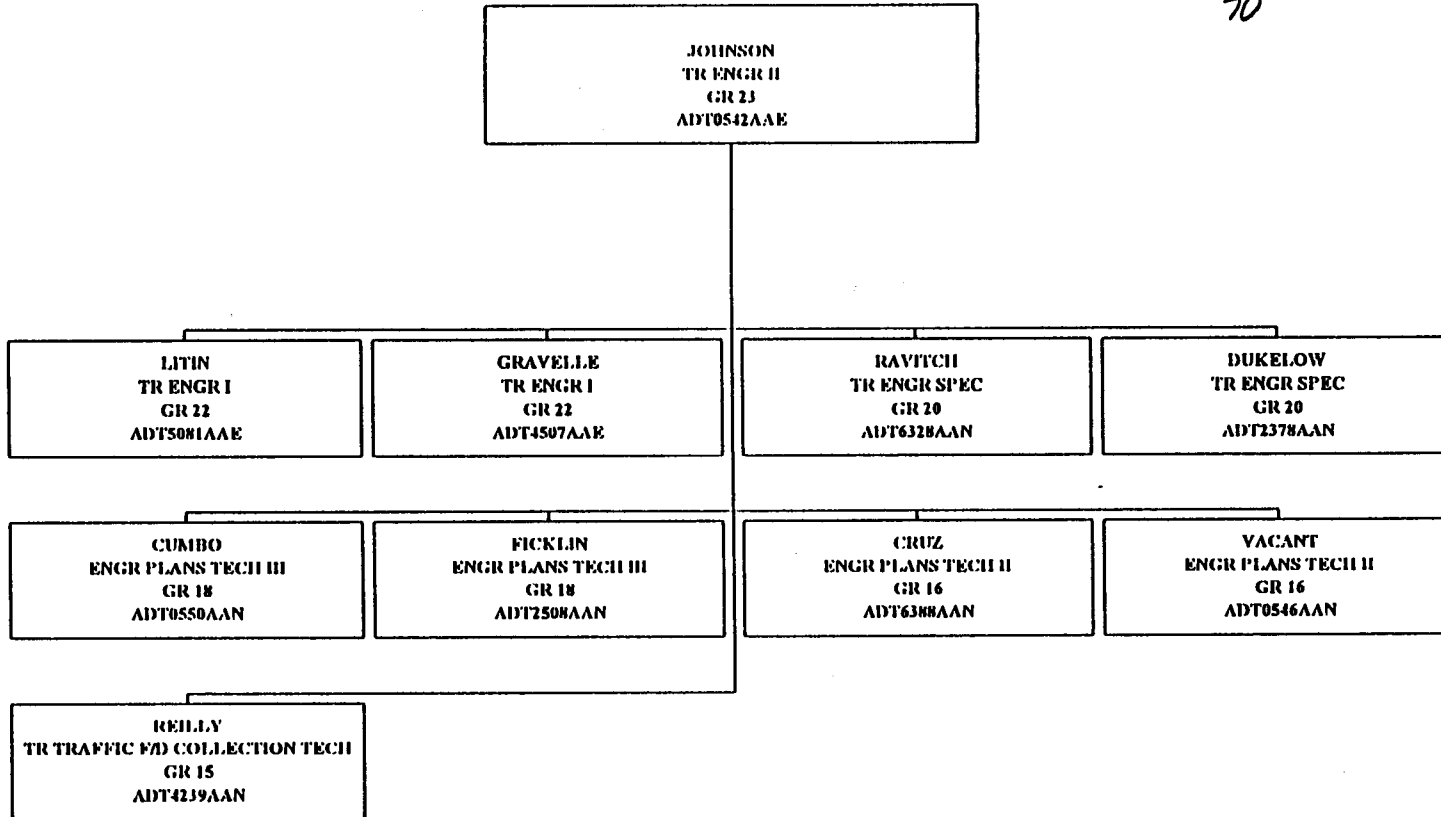 70
JOHNSON
TR ENGR II
GR 23
ADT0542AAE
LITIN
TR ENGR I
GR 22
ADT5081AAE
GRAVELLE
TR ENGR I
GR 22
ADT4507AAE
RAVITCH
TR ENGR SPEC
GR 20
ADT6328AAN
DUKELOW
TR ENGR SPEC
GR 20
ADT2378AAN
CUMBO
ENGR PLANS TECH III
GR 18
ADT0550AAN
FICKLIN
ENGR PLANS TECH III
GR 18
ADT2508AAN
CRUZ
ENGR PLANS TECH II
GR 16
ADT6388AAN
VACANT
ENGR PLANS TECH II
GR 16
ADT0546AAN
REILLY
TR TRAFFIC F/D COLLECTION TECH
GR 15
ADT4239AAN